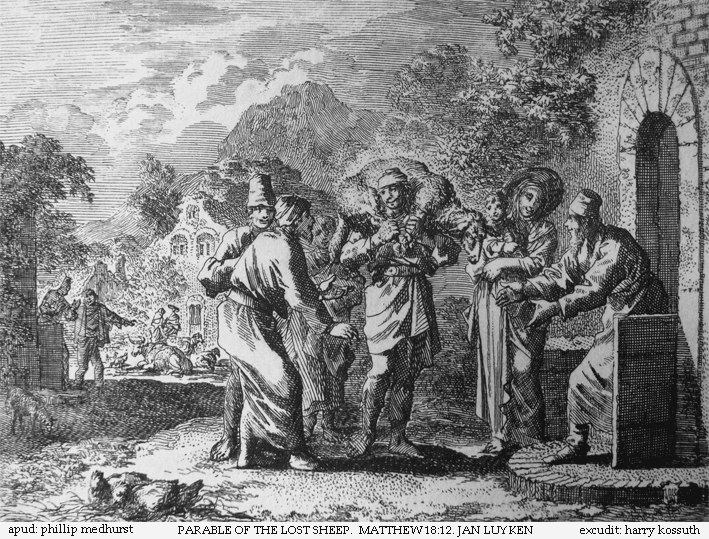 apud: phillip medhurst PARABLE OF THE LOST SHEEP. MATTHEW 18:12. JAN LUYKEN excudit: harry kossuth